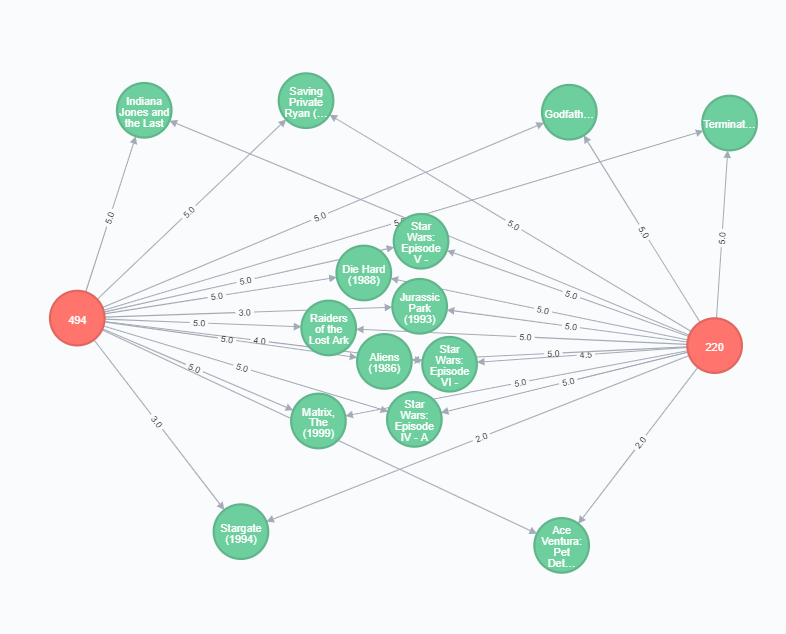 Indiana
Jones and
the Last
Saving
Private
Ryan (...
Godfath...
Terminat...
5.0
5.0
5.0
5.0
5.0
5.0
5.0
Star
Wars:
Episode
V -
Die Hard
(1988)
5.0
5.0
5.0
Jurassic
Park
(1993)
5.0
5.0
494
3.0
5.0
Raiders
of the
Lost Ark
5.0
220
5.0
4.0
Aliens
(1986)
Star
Wars:
Episode
VI -
5.0
4.5
5.0
5.0
5.0
5.0
Matrix,
The
(1999)
Star
Wars:
Episode
IV - A
3.0
2.0
2.0
Stargate
(1994)
Ace
Ventura:
Pet
Det...